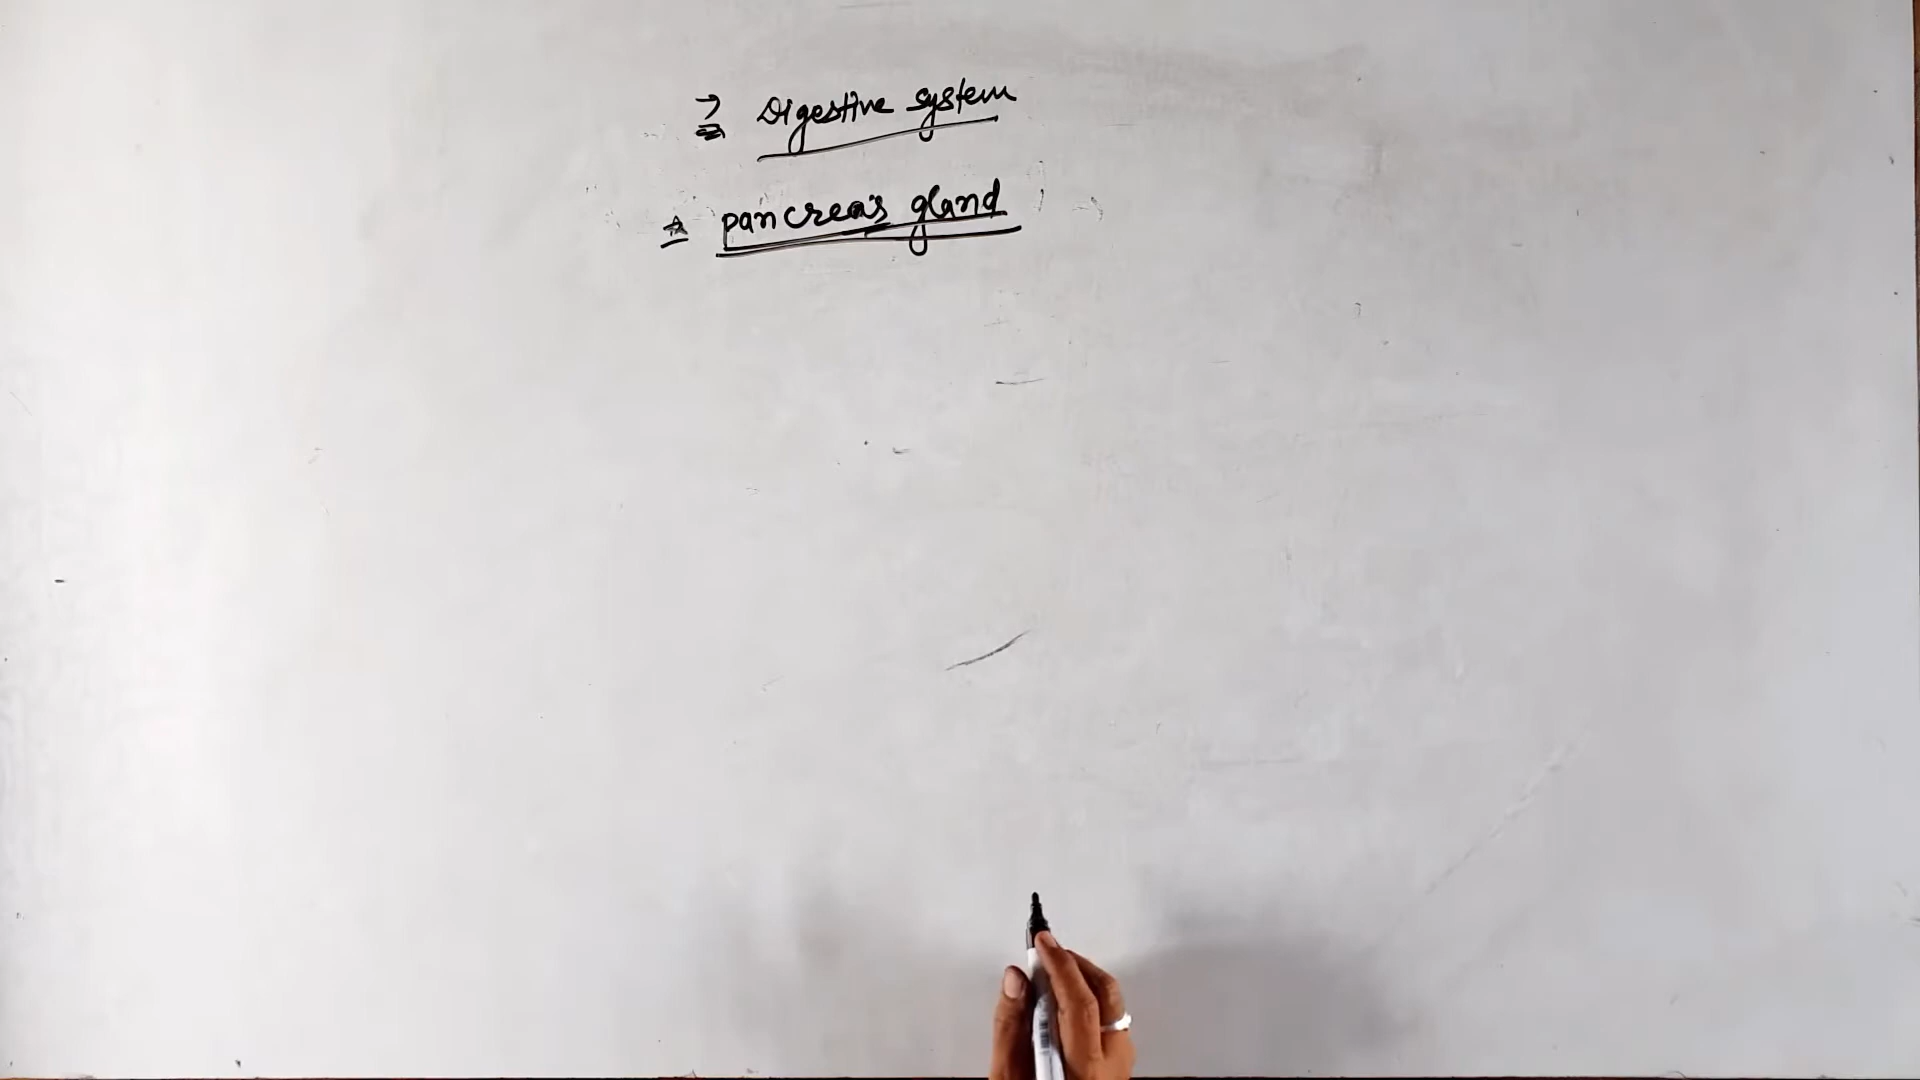 → Digestive system
☆ pancreas gland